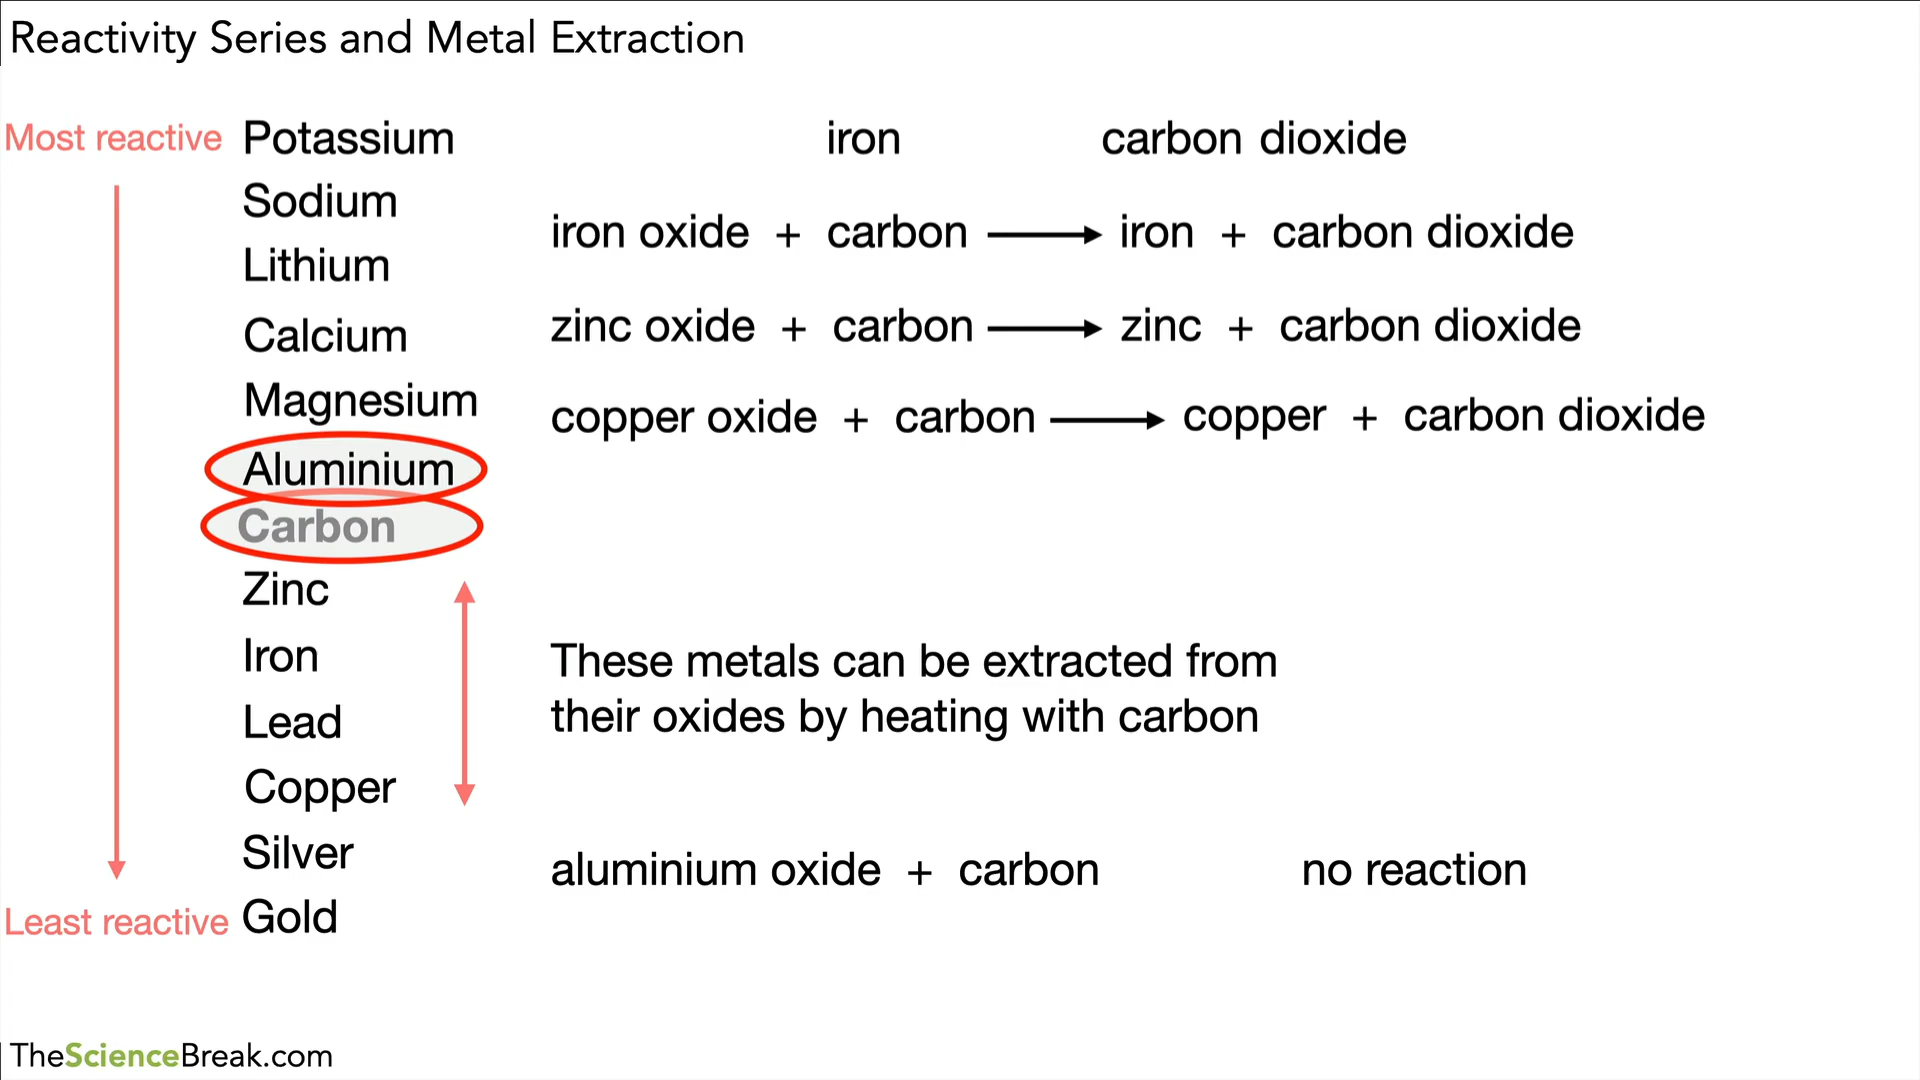 Reactivity Series and Metal Extraction
Most reactive
Potassium
Sodium
Lithium
Calcium
Magnesium
Aluminium
Carbon
Zinc
Iron
Lead
Copper
Silver
Gold
Least reactive
iron carbon dioxide
iron oxide + carbon → iron + carbon dioxide
zinc oxide + carbon → zinc + carbon dioxide
copper oxide + carbon → copper + carbon dioxide
These metals can be extracted from
their oxides by heating with carbon
aluminium oxide + carbon no reaction
TheScienceBreak.com